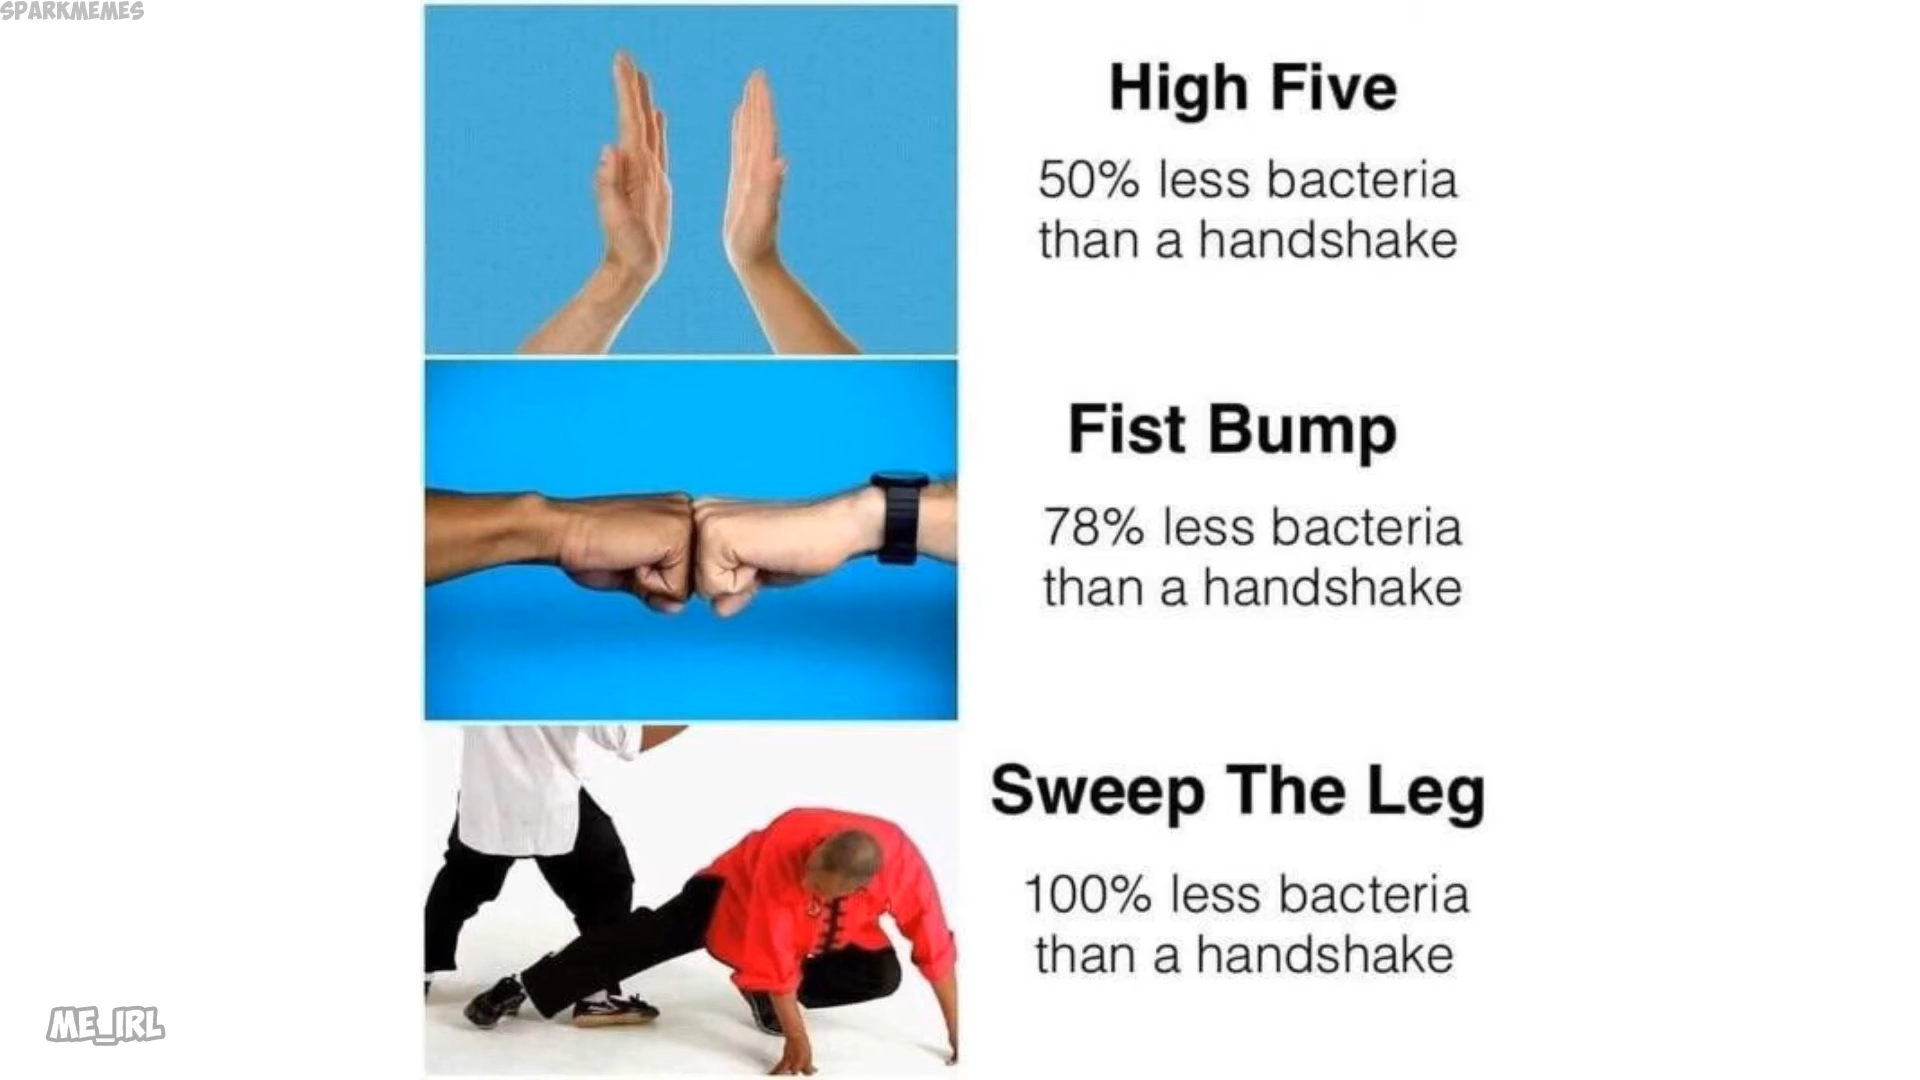 SPARKMEMES
High Five
50% less bacteria
than a handshake
Fist Bump
78% less bacteria
than a handshake
Sweep The Leg
100% less bacteria
than a handshake
ME_IRL